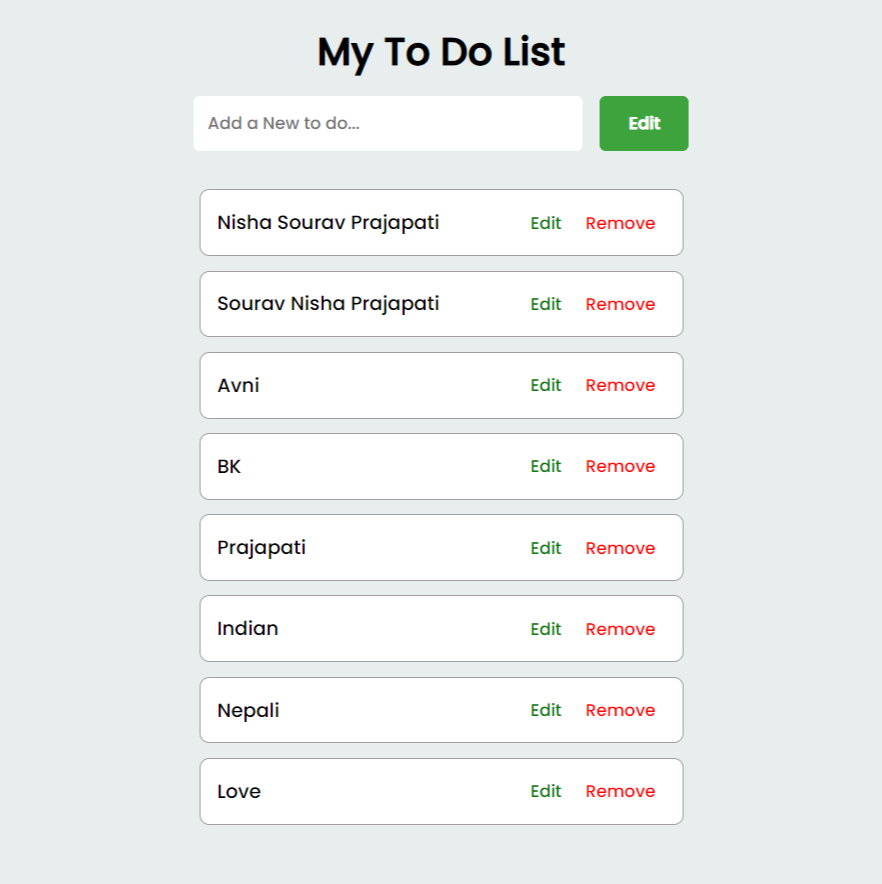 My To Do List
Add a New to do...
Edit
Nisha Sourav Prajapati Edit Remove
Sourav Nisha Prajapati Edit Remove
Avni Edit Remove
BK Edit Remove
Prajapati Edit Remove
Indian Edit Remove
Nepali Edit Remove
Love Edit Remove